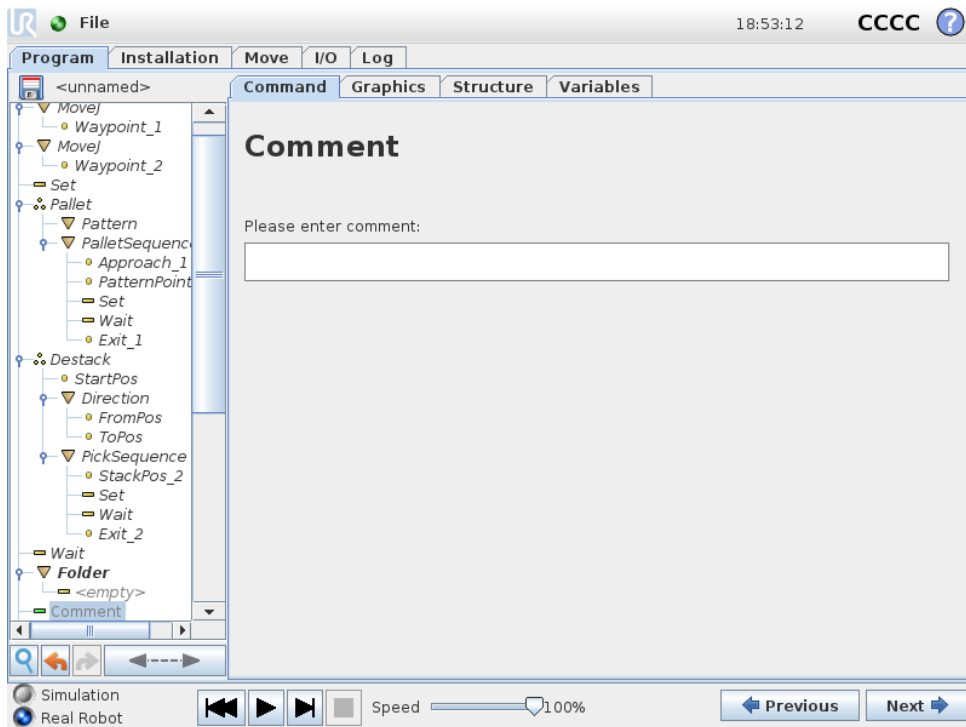 UR File 18:53:12 CCCC ?
Program Installation Move I/O Log
<unnamed>
Command Graphics Structure Variables
MoveJ
Waypoint_1
MoveJ
Waypoint_2
Set
Pallet
Pattern
PalletSequenc
Approach_1
PatternPoint
Set
Wait
Exit_1
Destack
StartPos
Direction
FromPos
ToPos
PickSequence
StackPos_2
Set
Wait
Exit_2
Wait
Folder
<empty>
Comment
Comment
Please enter comment:
Simulation
Real Robot
Speed 100%
Previous Next